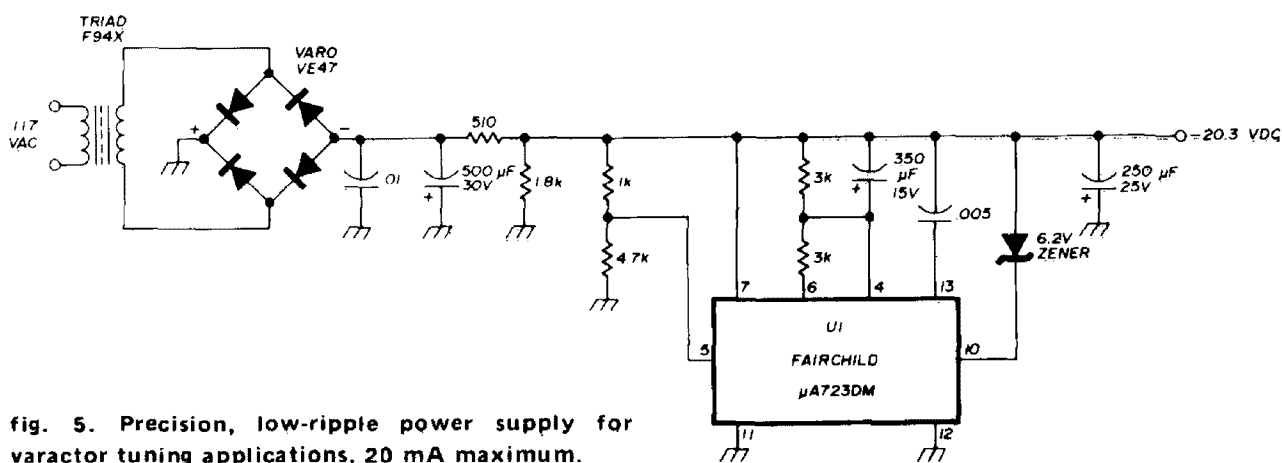 TRIAD
F94X
VARO
VE47
117
VAC
+
-
.01
500 µF
30V
+
510
1.8k
1k
4.7k
3k
3k
350
µF
15V
+
.005
6.2V
ZENER
250 µF
25V
+
-20.3 VDC
7
6
4
13
5
10
U1
FAIRCHILD
µA723DM
11
12
fig. 5. Precision, low-ripple power supply for
varactor tuning applications. 20 mA maximum.